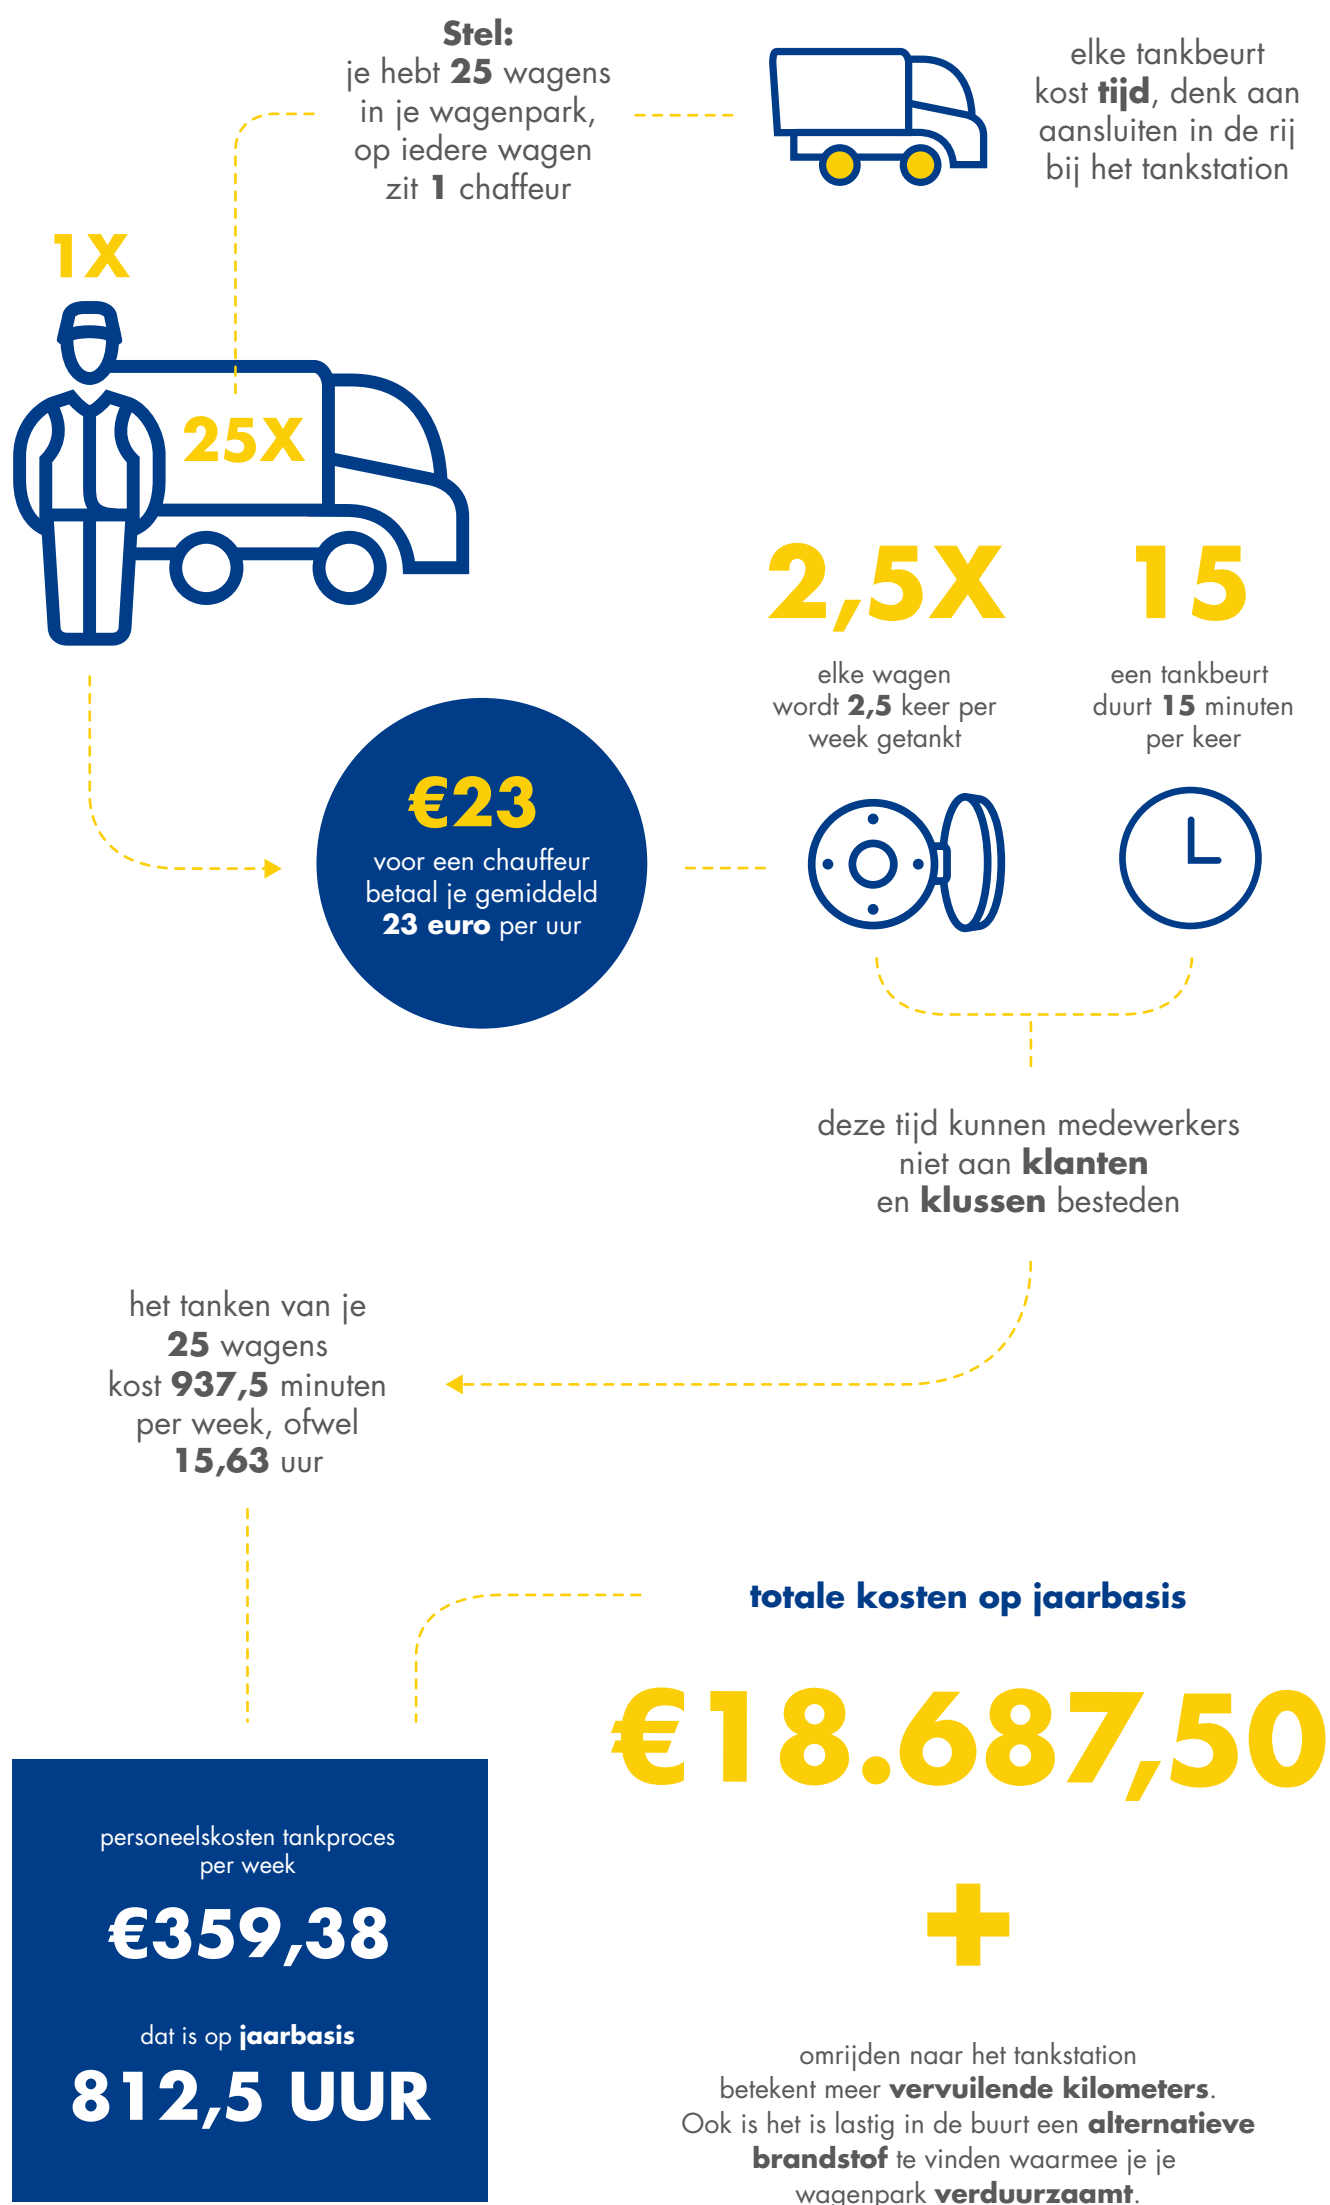 Stel:
je hebt 25 wagens
in je wagenpark,
op iedere wagen
zit 1 chaffeur
elke tankbeurt
kost tijd, denk aan
aansluiten in de rij
bij het tankstation
1X
25X
€23
voor een chauffeur
betaal je gemiddeld
23 euro per uur
2,5X
elke wagen
wordt 2,5 keer per
week getankt
15
een tankbeurt
duurt 15 minuten
per keer
deze tijd kunnen medewerkers
niet aan klanten
en klussen besteden
het tanken van je
25 wagens
kost 937,5 minuten
per week, ofwel
15,63 uur
personeelskosten tankproces
per week
€359,38
dat is op jaarbasis
812,5 UUR
totale kosten op jaarbasis
€18.687,50
+
omrijden naar het tankstation
betekent meer vervuilende kilometers.
Ook is het is lastig in de buurt een alternatieve
brandstof te vinden waarmee je je
wagenpark verduurzaamt.